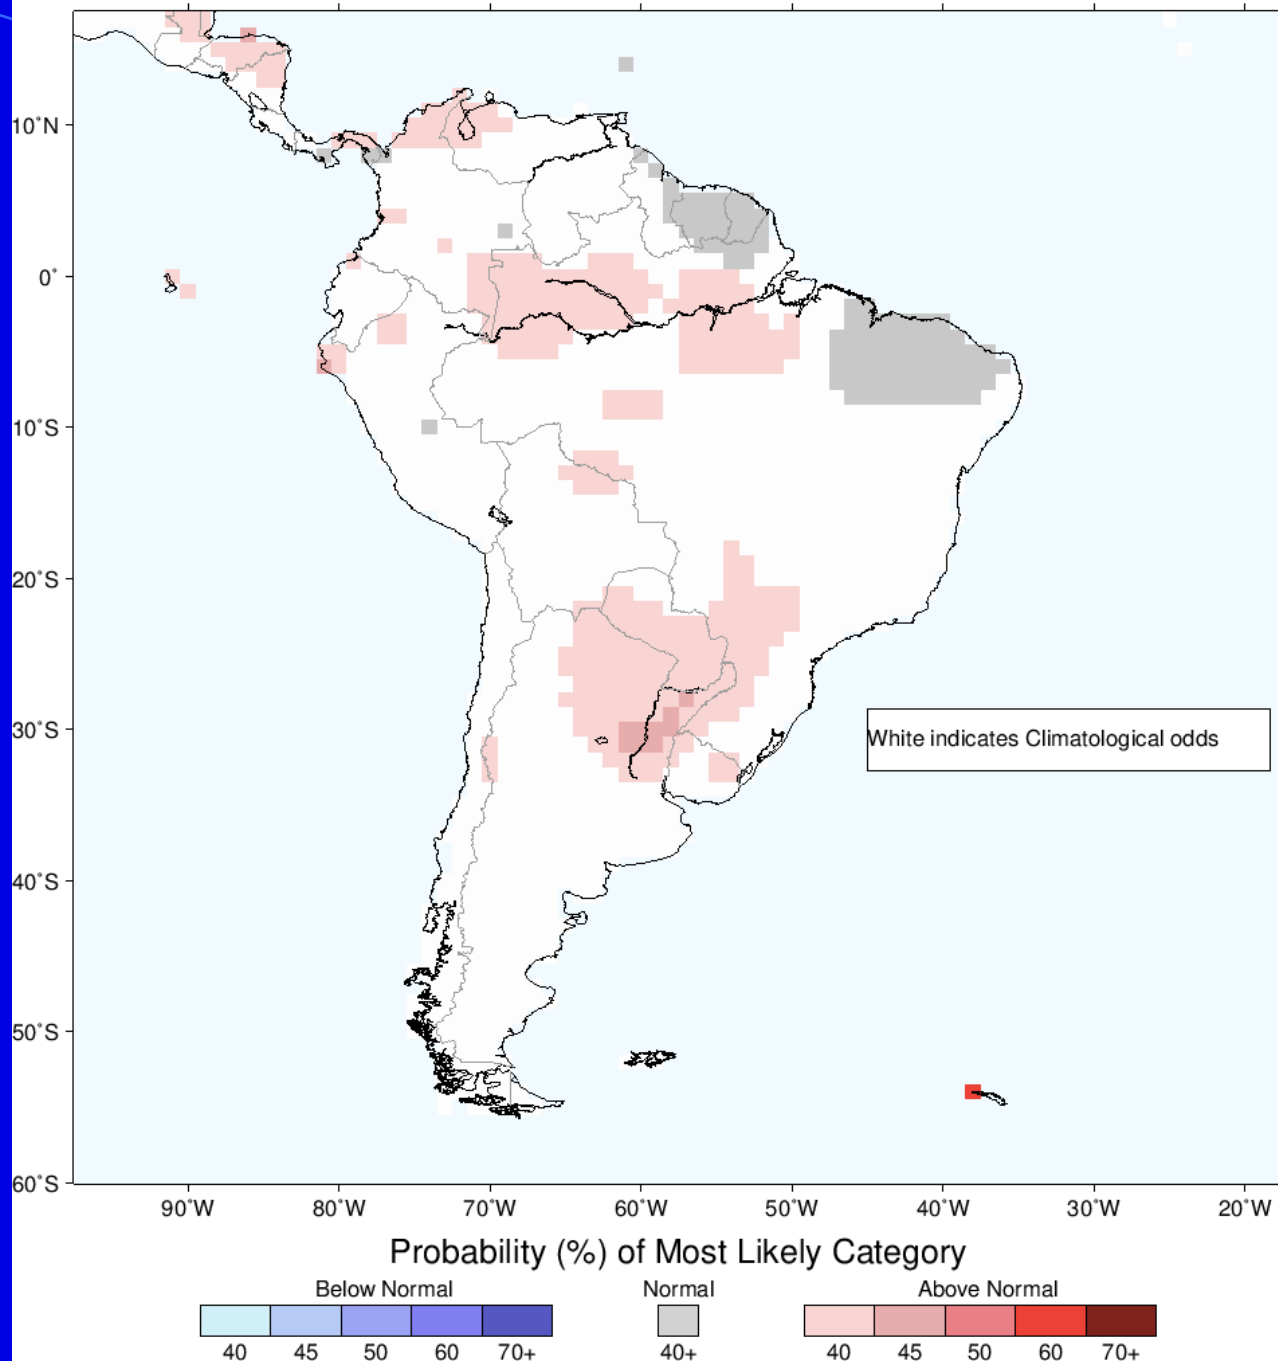 10°N
0°
10°S
20°S
30°S
White indicates Climatological odds
40°S
50°S
60°S
90°W 80°W 70°W 60°W 50°W 40°W 30°W 20°W
Probability (%) of Most Likely Category
Below Normal Normal Above Normal
40 45 50 60 70+ 40+ 40 45 50 60 70+